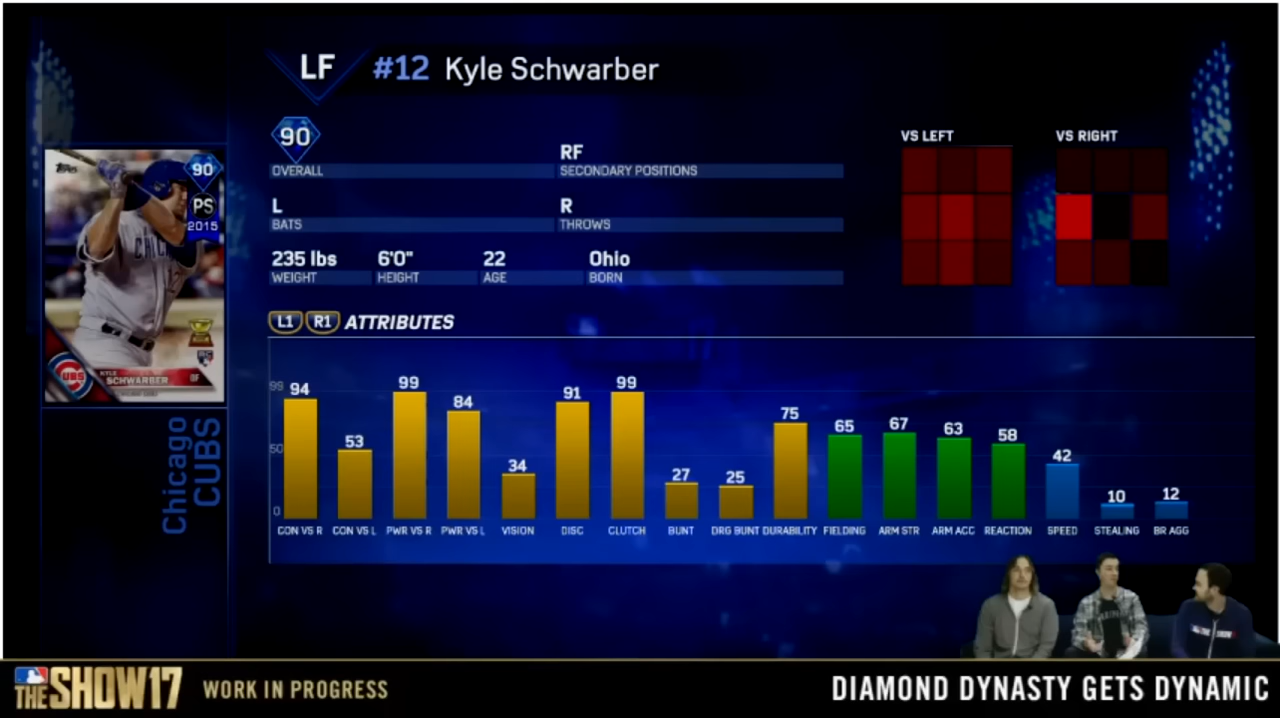 LF #12 Kyle Schwarber
90
OVERALL
RF
SECONDARY POSITIONS
L
BATS
R
THROWS
235 lbs 6'0" 22 Ohio
WEIGHT HEIGHT AGE BORN
VS LEFT VS RIGHT
Topps
90
PS
2015
CHIC
CUBS
KYLE
SCHWARBER
Chicago
CUBS
L1 R1 ATTRIBUTES
99
50
0
94 53 99 84 34 91 99 27 25 75 65 67 63 58 42 10 12
CON VS R CON VS L PWR VS R PWR VS L VISION DISC CLUTCH BUNT DRG BUNT DURABILITY FIELDING ARM STR ARM ACC REACTION SPEED STEALING BR AGG
THE SHOW 17 WORK IN PROGRESS
DIAMOND DYNASTY GETS DYNAMIC